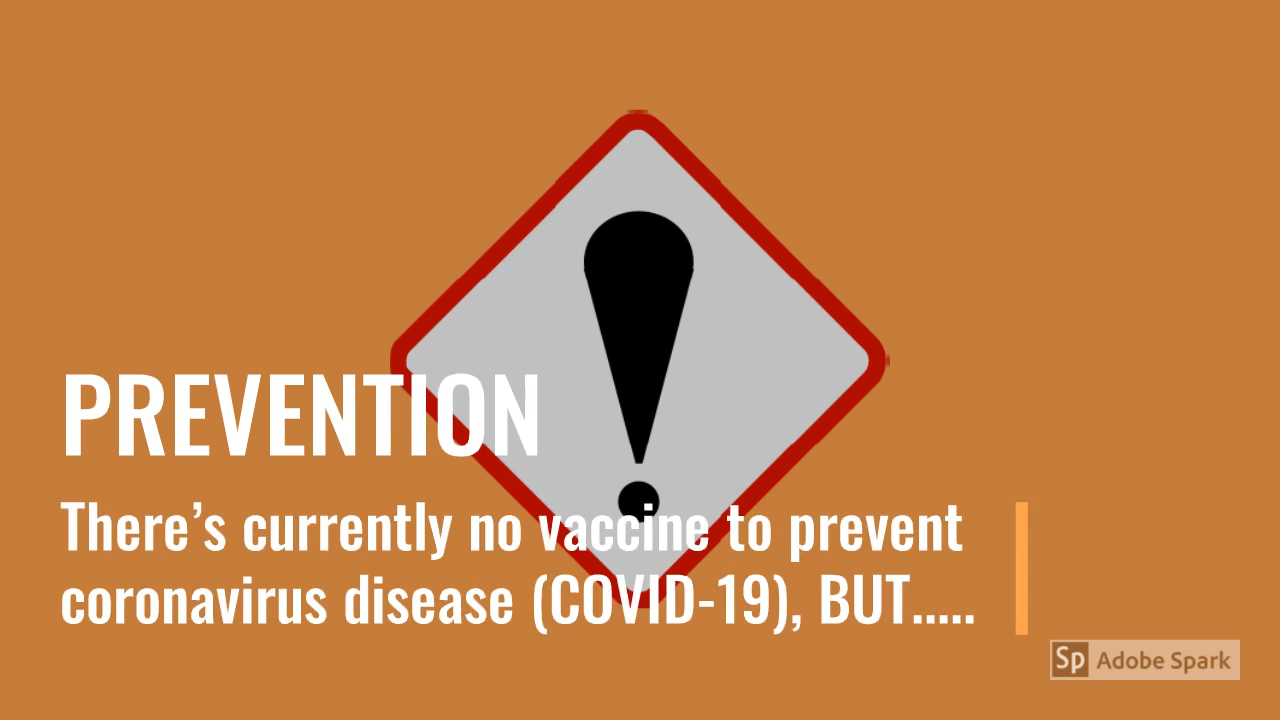 PREVENTION
There’s currently no vaccine to prevent
coronavirus disease (COVID-19), BUT.....
Sp Adobe Spark